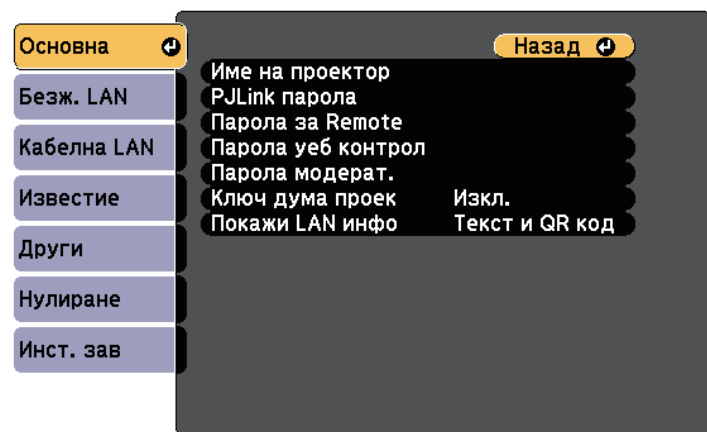 Основна
Безж. LAN
Кабелна LAN
Известие
Други
Нулиране
Инст. зав
Назад
Име на проектор
PJLink парола
Парола за Remote
Парола уеб контрол
Парола модерат.
Ключ дума проек Изкл.
Покажи LAN инфо Текст и QR код